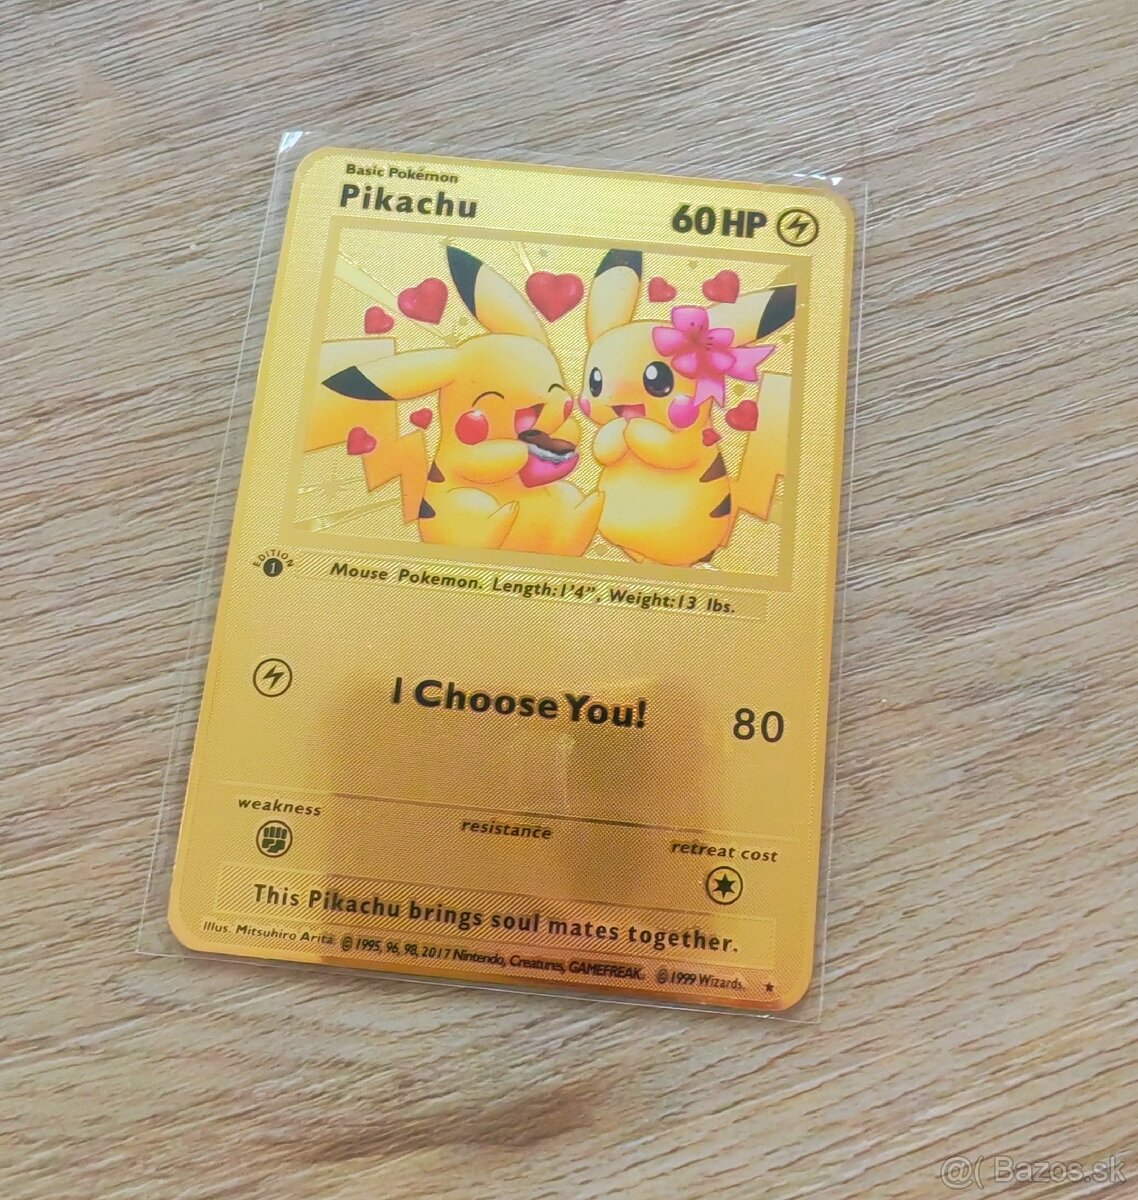 Basic Pokémon
Pikachu
60 HP
EDITION
1
Mouse Pokemon. Length:1'4". Weight:13 lbs.
I Choose You!
80
weakness
resistance
retreat cost
This Pikachu brings soul mates together.
Illus. Mitsuhiro Arita. ©1995, 96, 98, 2017 Nintendo, Creatures, GAMEFREAK. ©1999 Wizards.
@( Bazos.sk